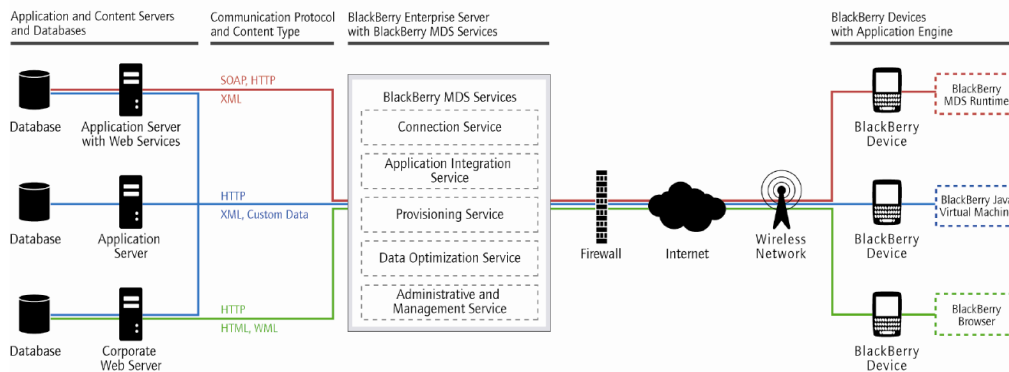 Application and Content Servers
and Databases
Communication Protocol
and Content Type
BlackBerry Enterprise Server
with BlackBerry MDS Services
BlackBerry Devices
with Application Engine
Database
Application Server
with Web Services
SOAP, HTTP
XML
Database
Application
Server
HTTP
XML, Custom Data
Database
Corporate
Web Server
HTTP
HTML, WML
BlackBerry MDS Services
Connection Service
Application Integration
Service
Provisioning Service
Data Optimization Service
Administrative and
Management Service
Firewall
Internet
Wireless
Network
BlackBerry
Device
BlackBerry
MDS Runtime
BlackBerry
Device
BlackBerry Java
Virtual Machin
BlackBerry
Device
BlackBerry
Browser